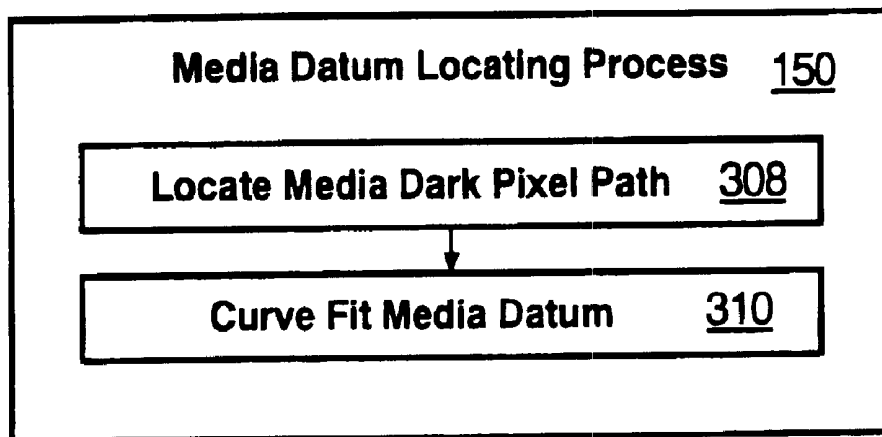 Media Datum Locating Process 150
Locate Media Dark Pixel Path 308
Curve Fit Media Datum 310